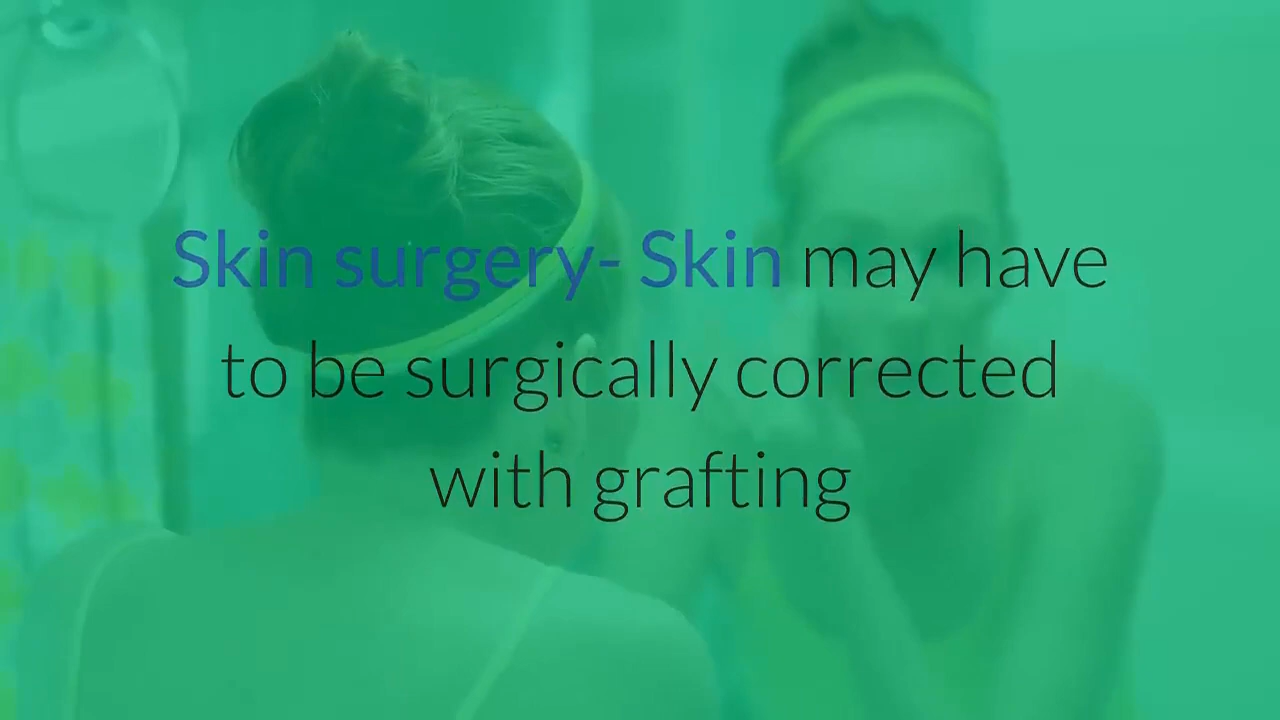 Skin surgery- Skin may have
to be surgically corrected
with grafting